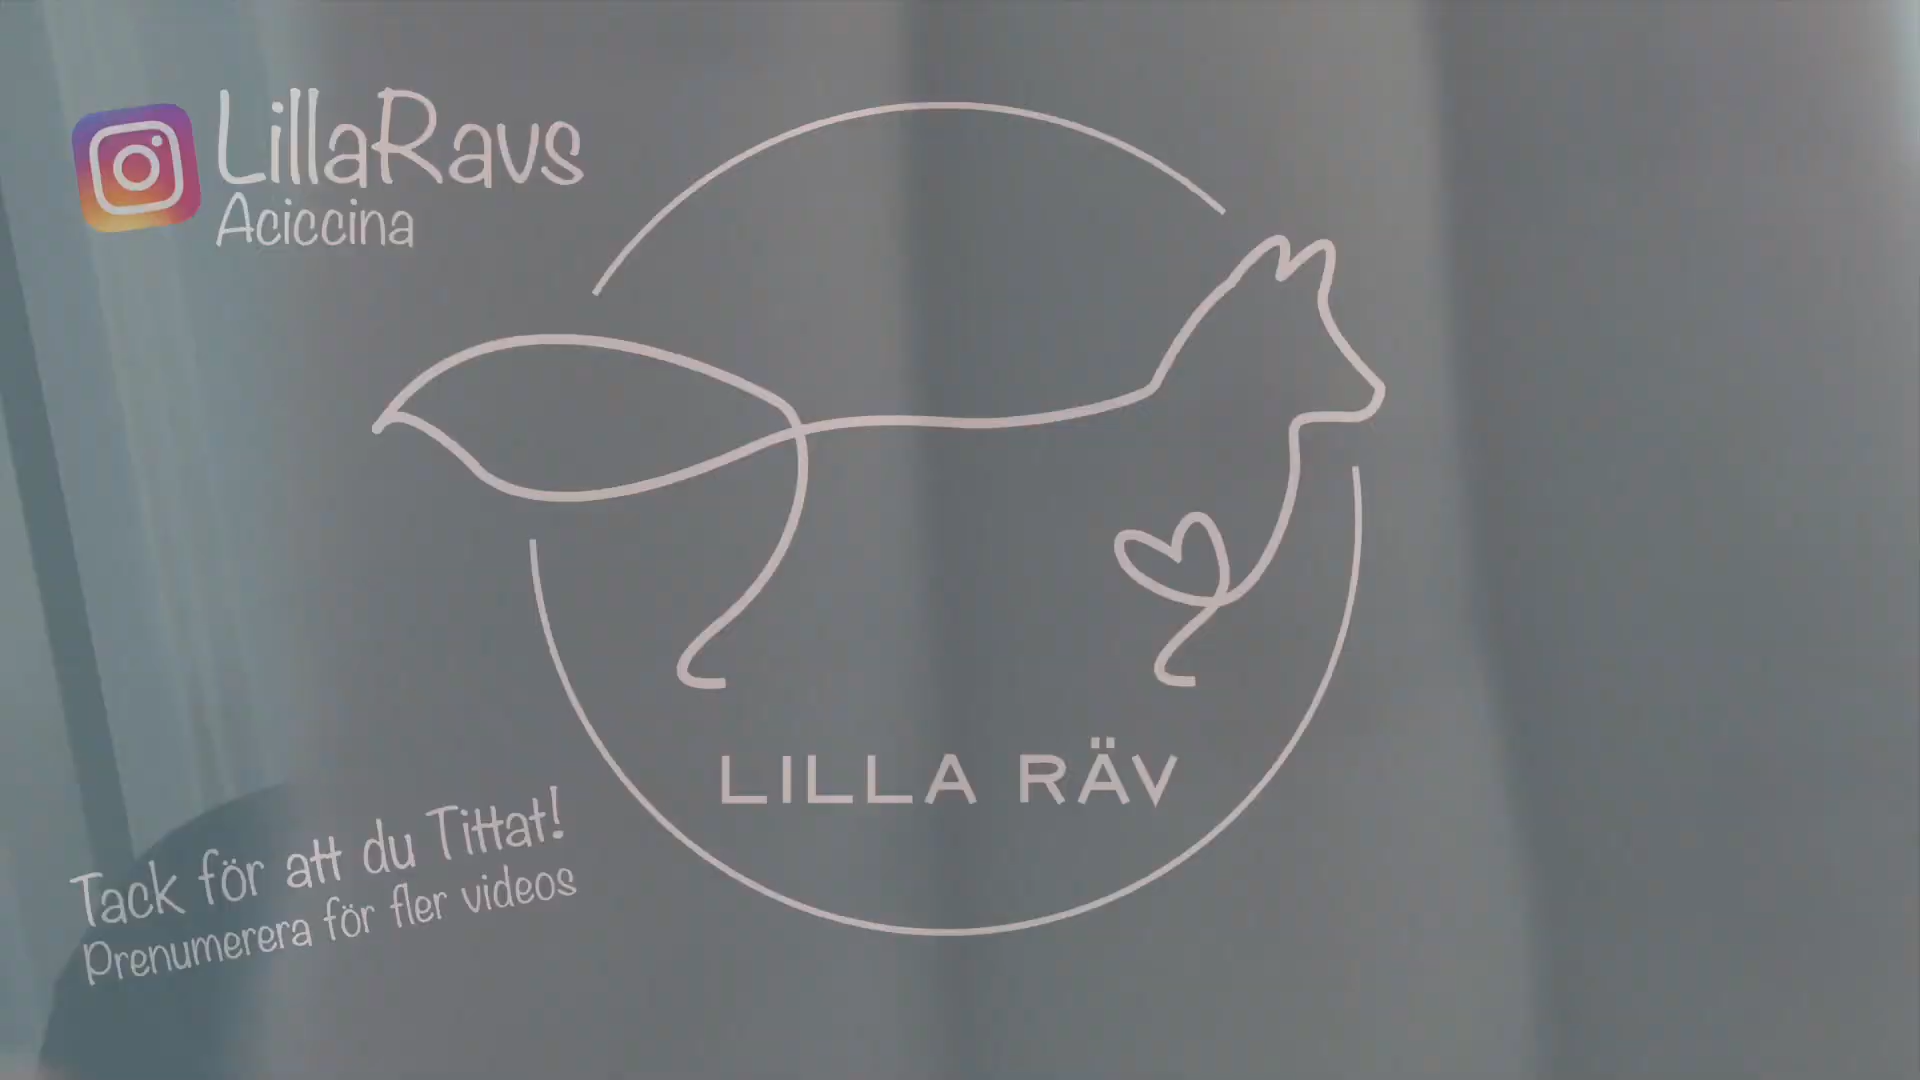 LillaRavs
Aciccina
LILLA RÄV
Tack för att du Tittat!
Prenumerera för fler videos